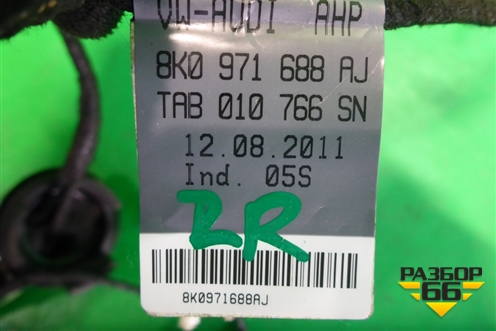 VW-AUDI AHP
8K0 971 688 AJ
TAB 010 766 SN
12.08.2011
Ind. 05S
2R
8K0971688AJ
РАЗБОР
66